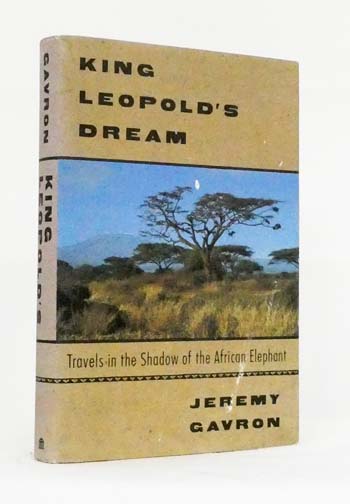 KING
LEOPOLD'S
DREAM
Travels in the Shadow of the African Elephant
JEREMY
GAVRON
GAVRON
KING
LEOPOLD'S